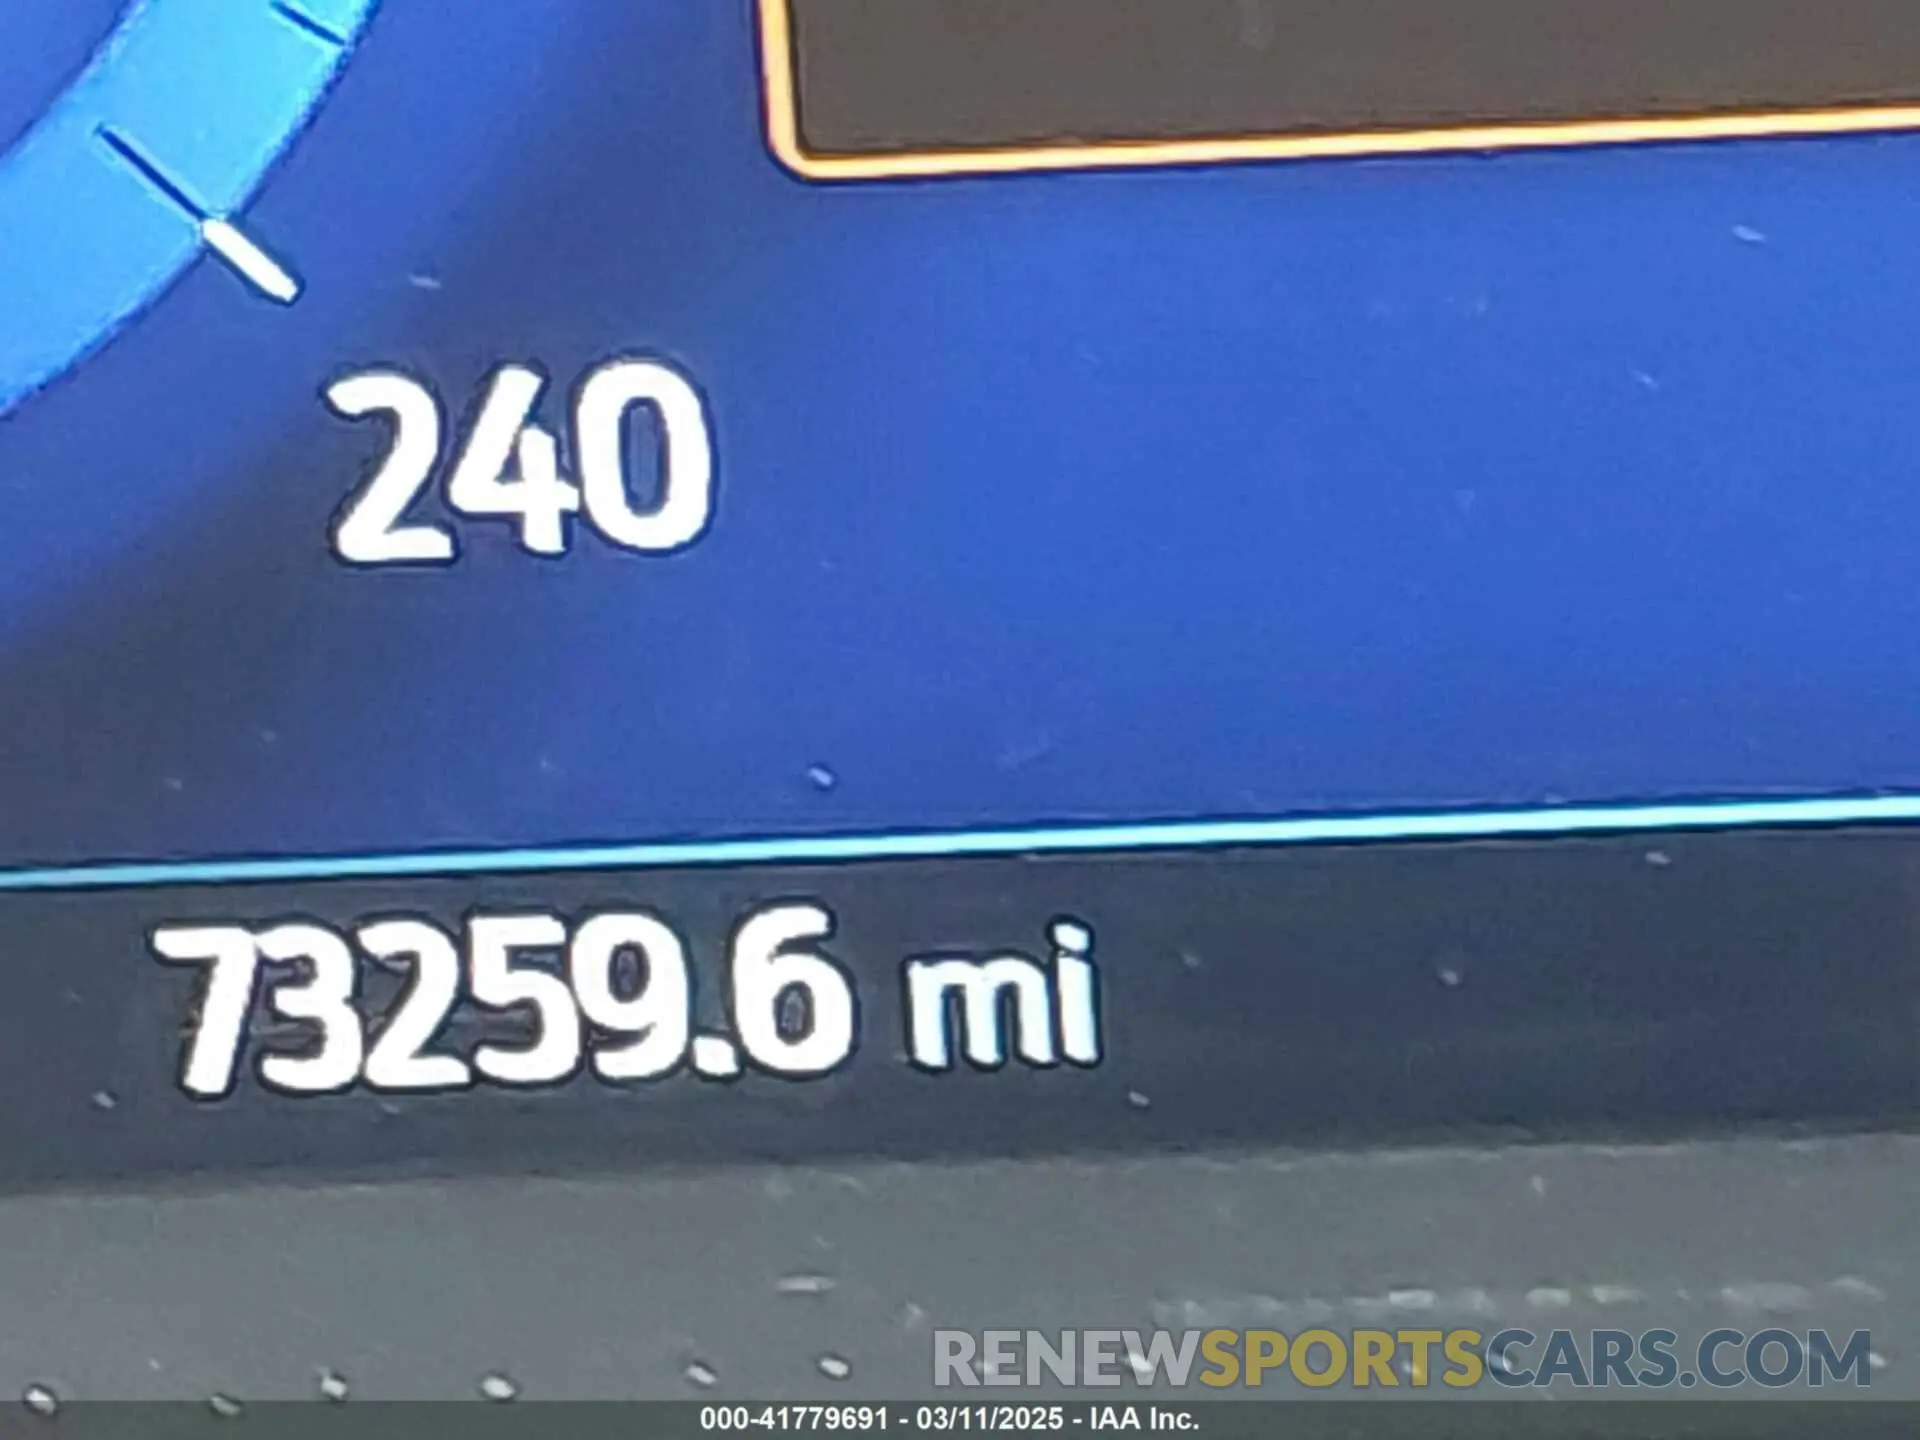 240
73259.6 mi
RENEWSPORTSCARS.COM
000-41779691 - 03/11/2025 - IAA Inc.